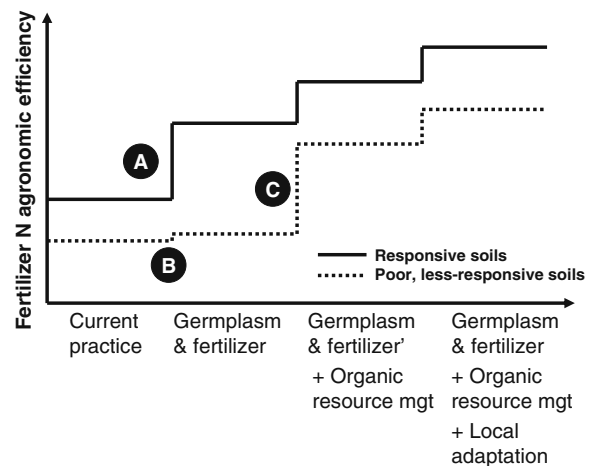 Fertilizer N agronomic efficiency
A
B
C
Responsive soils
Poor, less-responsive soils
Current
practice
Germplasm
& fertilizer
Germplasm
& fertilizer’
+ Organic
resource mgt
Germplasm
& fertilizer
+ Organic
resource mgt
+ Local
adaptation